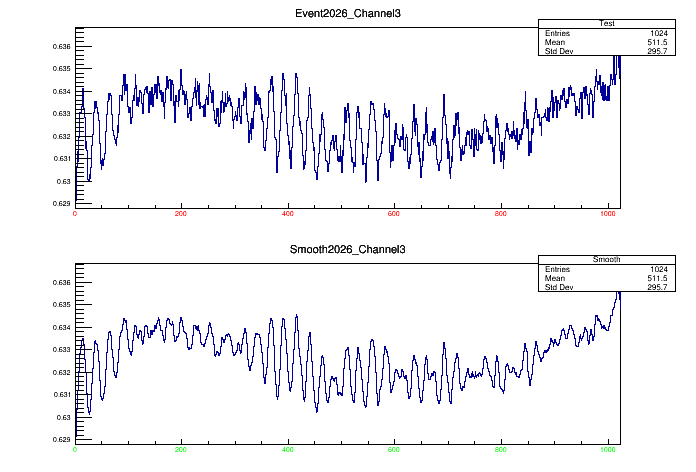 Event2026_Channel3
Test
Entries 1024
Mean 511.5
Std Dev 295.7
0.636
0.635
0.634
0.633
0.632
0.631
0.63
0.629
0 200 400 600 800 1000
Smooth2026_Channel3
Smooth
Entries 1024
Mean 511.5
Std Dev 295.7
0.636
0.635
0.634
0.633
0.632
0.631
0.63
0.629
0 200 400 600 800 1000